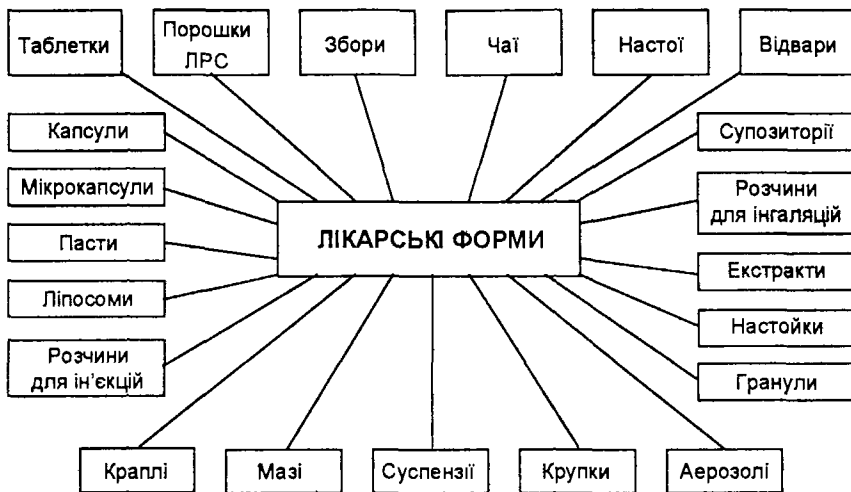 Таблетки
Порошки
ЛРС
Збори
Чаї
Настої
Відвари
Капсули
Мікрокапсули
Пасти
Ліпосоми
Розчини
для ін'єкцій
ЛІКАРСЬКІ ФОРМИ
Супозиторії
Розчини
для інгаляцій
Екстракти
Настойки
Гранули
Краплі
Мазі
Суспензії
Крупки
Аерозолі